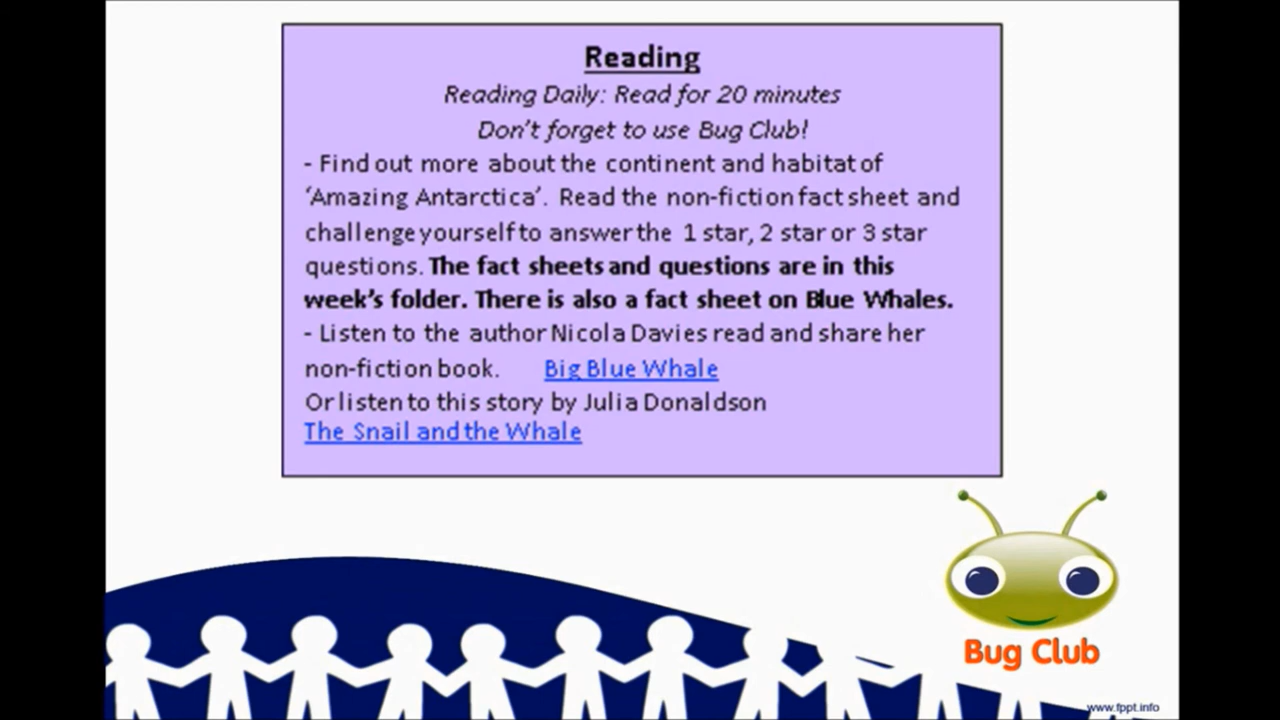 Reading
Reading Daily: Read for 20 minutes
Don't forget to use Bug Club!
- Find out more about the continent and habitat of
'Amazing Antarctica'. Read the non-fiction fact sheet and
challenge yourself to answer the 1 star, 2 star or 3 star
questions. The fact sheets and questions are in this
week's folder. There is also a fact sheet on Blue Whales.
- Listen to the author Nicola Davies read and share her
non-fiction book. Big Blue Whale
Or listen to this story by Julia Donaldson
The Snail and the Whale
Bug Club
www.fppt.info